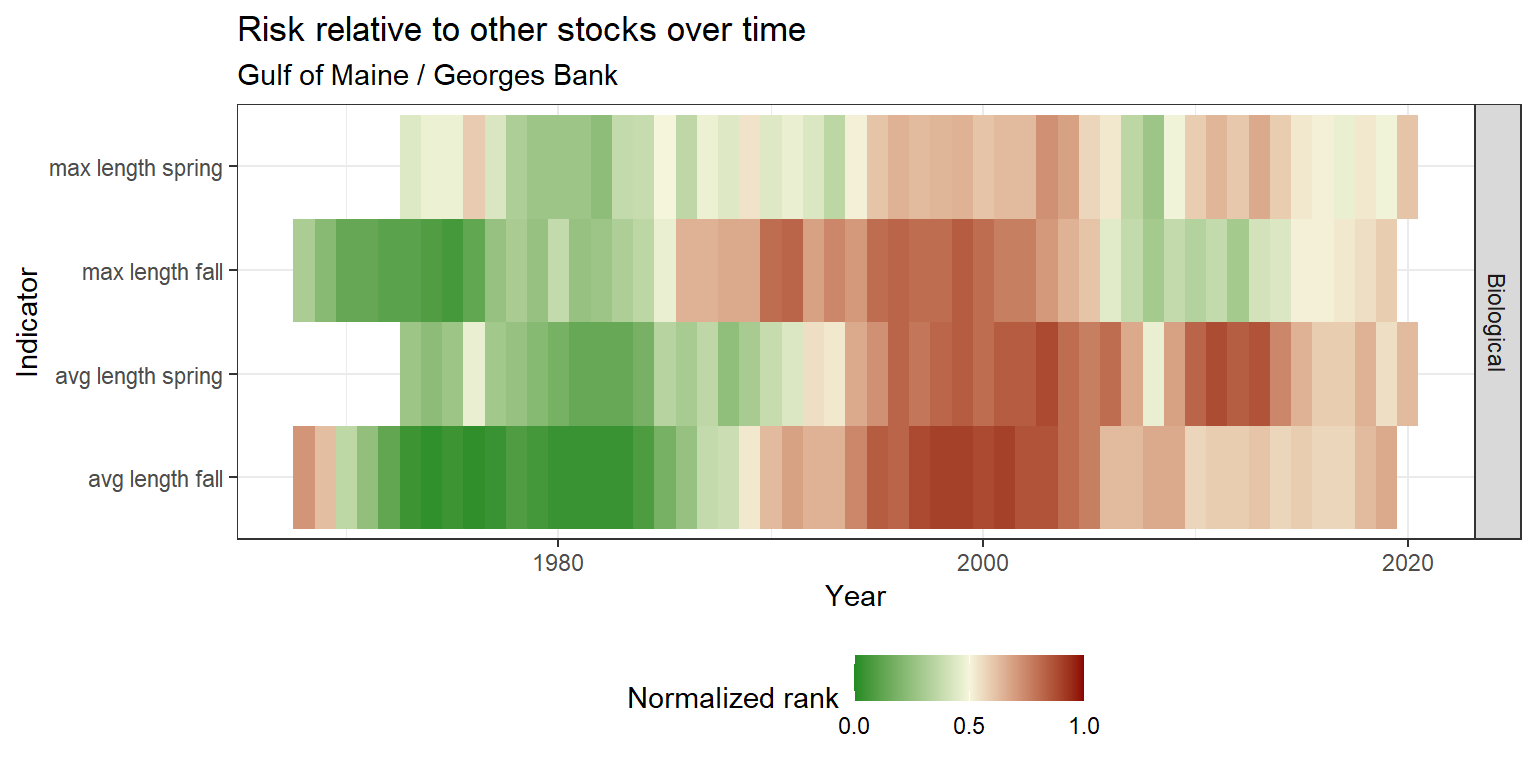 Risk relative to other stocks over time
Gulf of Maine / Georges Bank
Indicator
max length spring
max length fall
avg length spring
avg length fall
Biological
1980
2000
2020
Year
Normalized rank
0.0
0.5
1.0